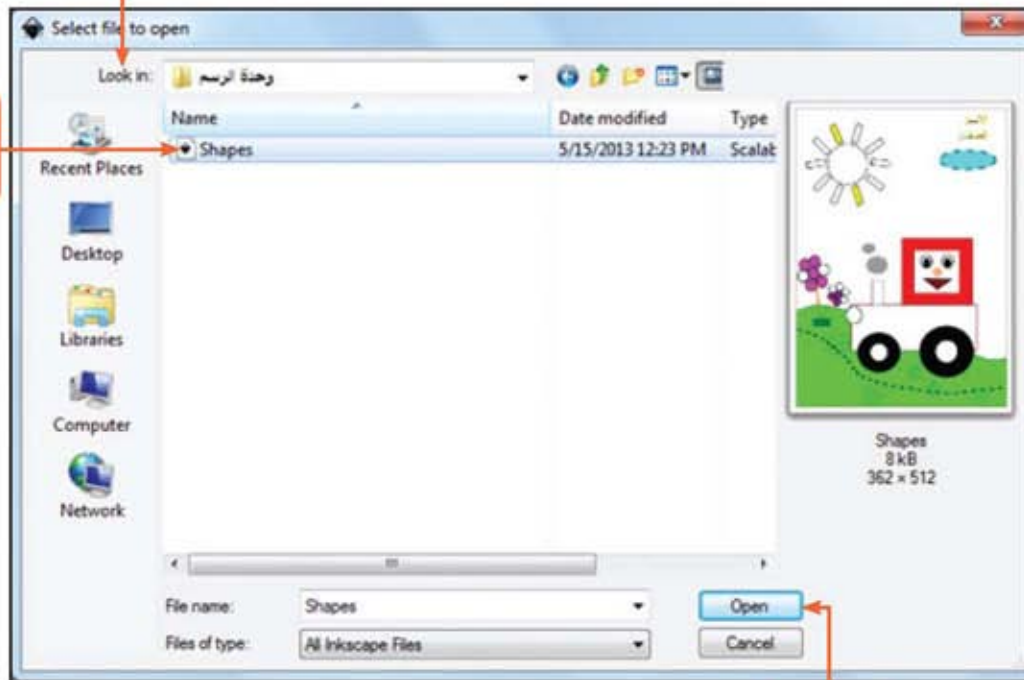 Select file to open
Look in: وحدة الرسم
Name Date modified Type
Shapes 5/15/2013 12:23 PM Scalab
Recent Places
Desktop
Libraries
Computer
Network
Shapes
8 kB
362 × 512
File name: Shapes Open
Files of type: All Inkscape Files Cancel